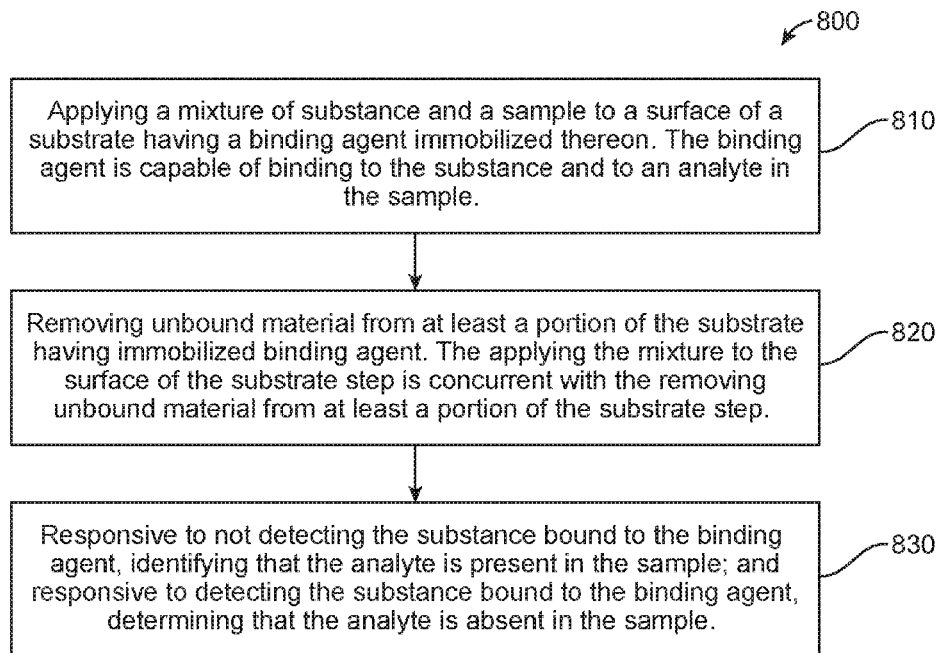 800
Applying a mixture of substance and a sample to a surface of a
substrate having a binding agent immobilized thereon. The binding
agent is capable of binding to the substance and to an analyte in
the sample.
810
Removing unbound material from at least a portion of the substrate
having immobilized binding agent. The applying the mixture to the
surface of the substrate step is concurrent with the removing
unbound material from at least a portion of the substrate step.
820
Responsive to not detecting the substance bound to the binding
agent, identifying that the analyte is present in the sample; and
responsive to detecting the substance bound to the binding agent,
determining that the analyte is absent in the sample.
830